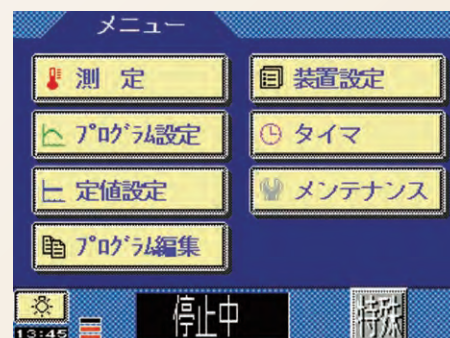 メニュー
測 定
ﾌﾟﾛｸﾞﾗﾑ設定
定値設定
ﾌﾟﾛｸﾞﾗﾑ編集
装置設定
タイマ
メンテナンス
13:45
停止中
特殊